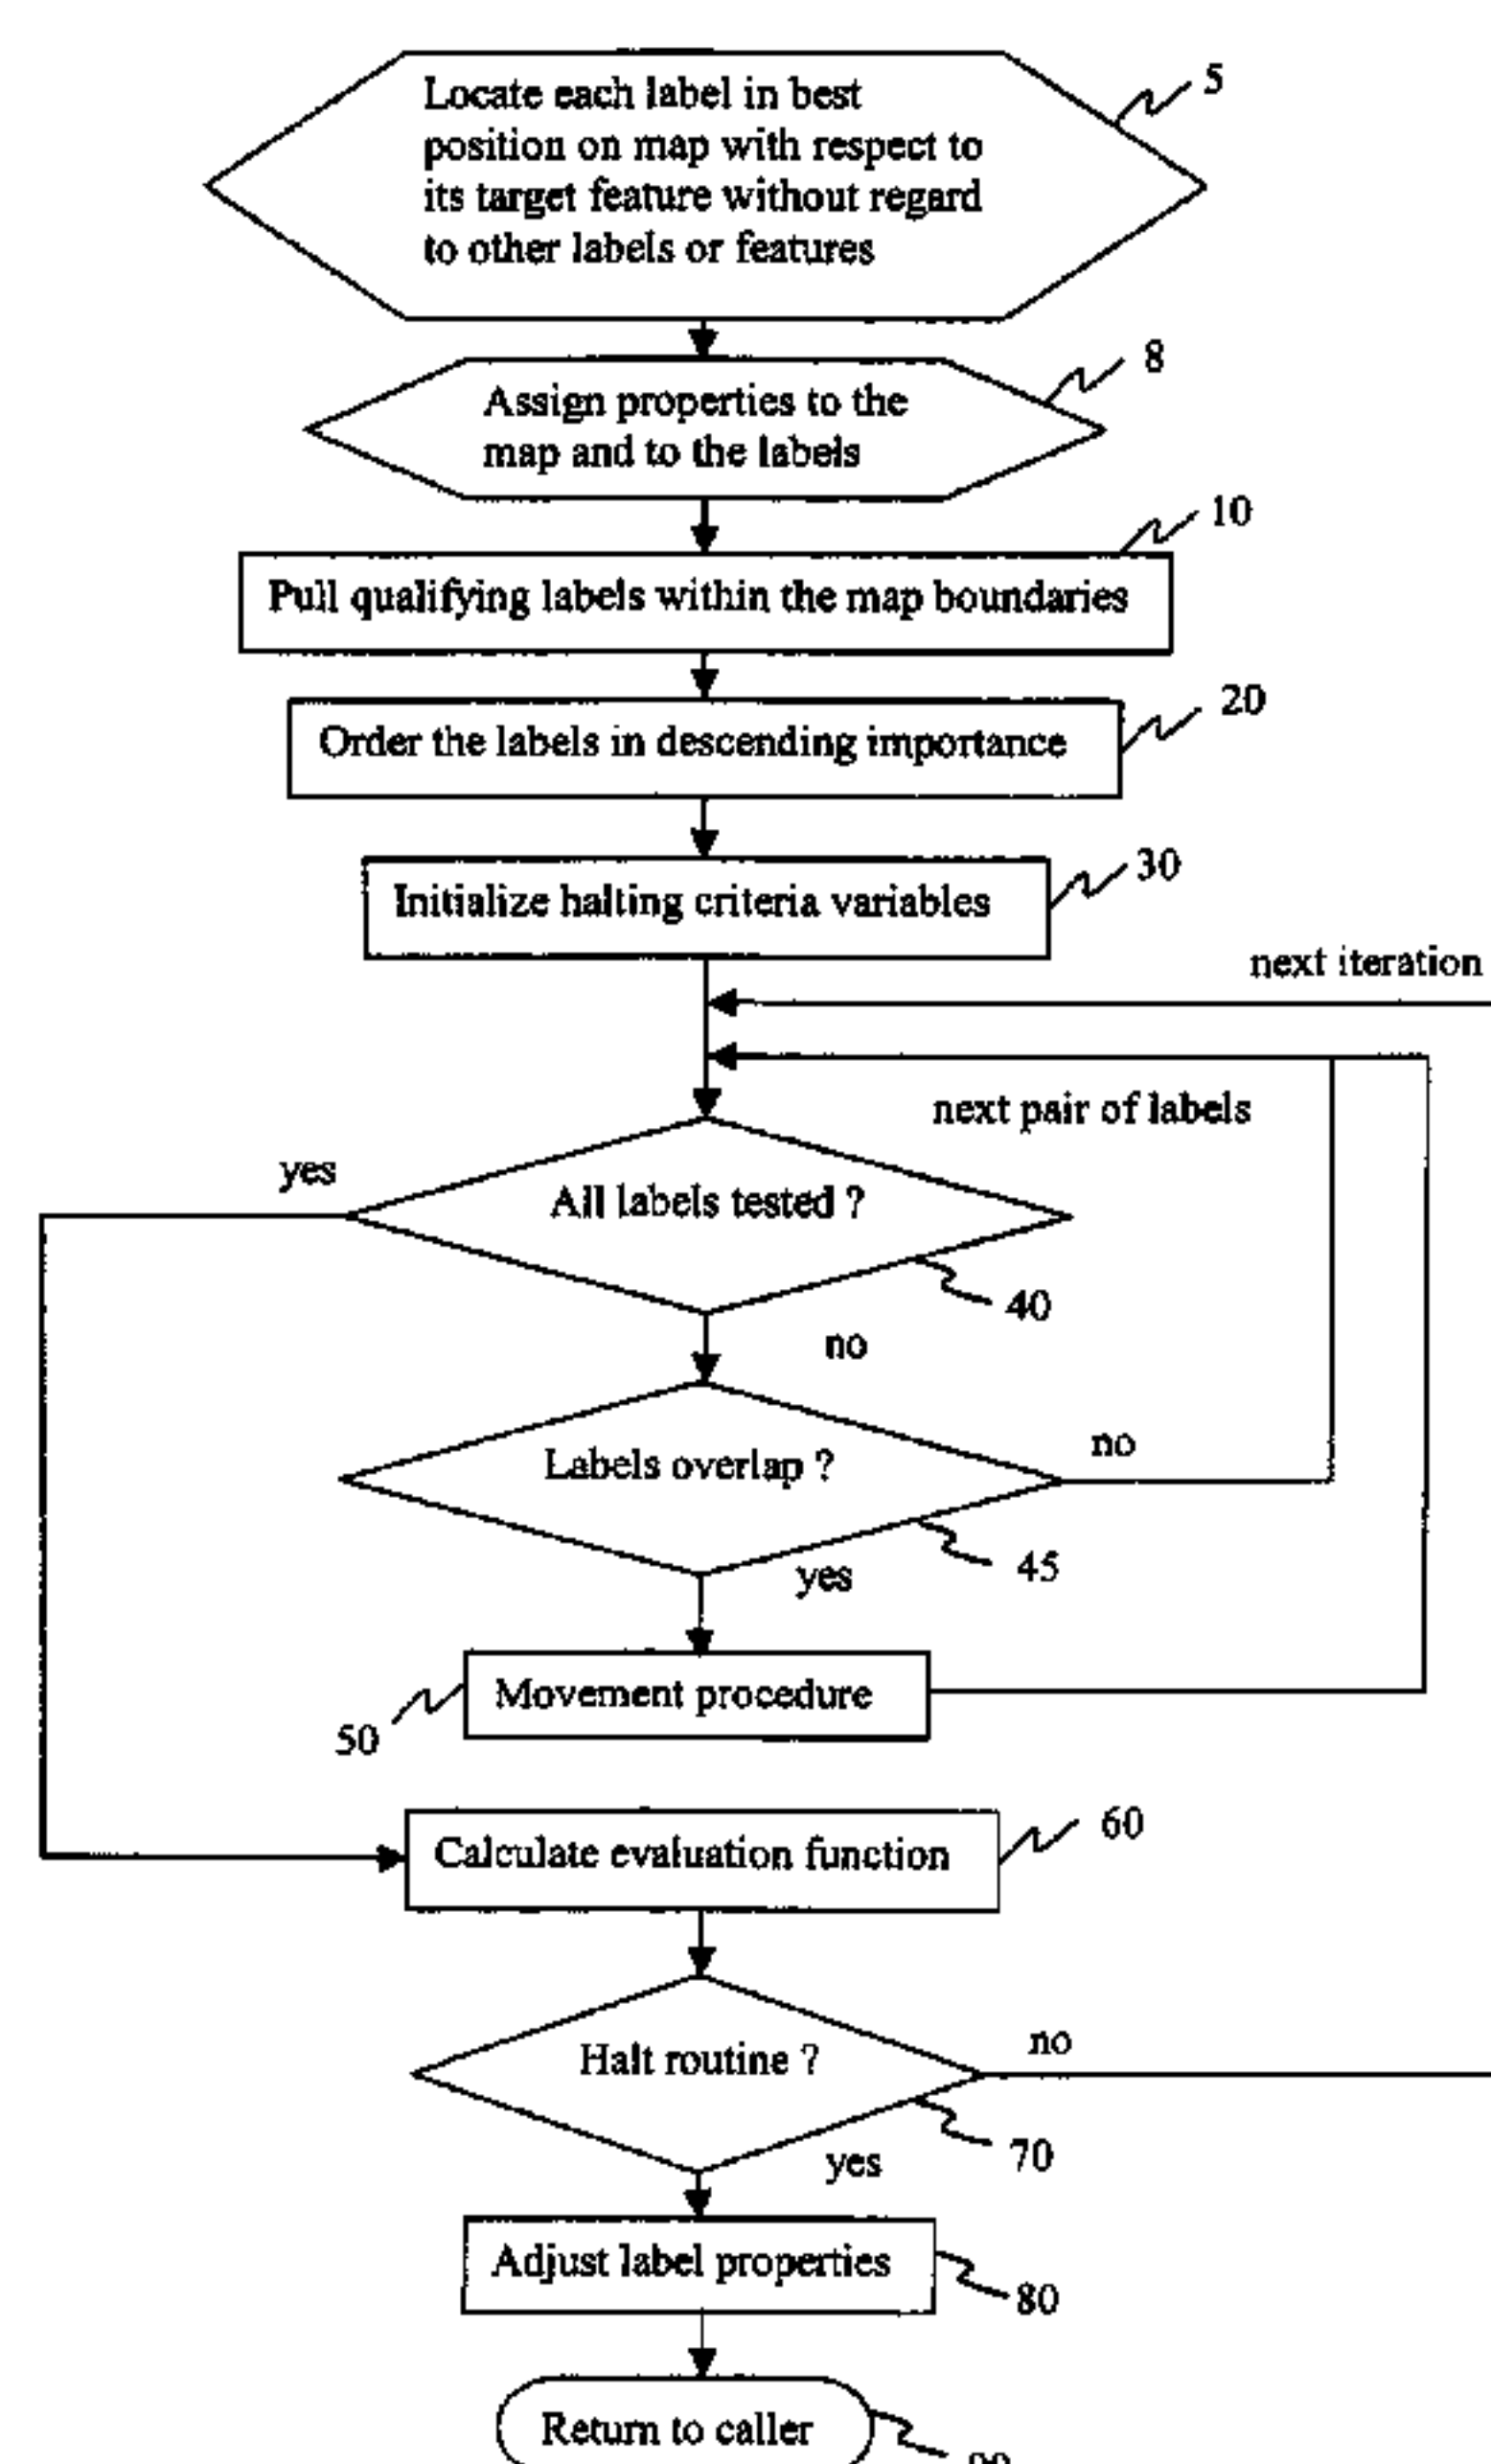 Locate each label in best
position on map with respect to
its target feature without regard
to other labels or features
5
Assign properties to the
map and to the labels
8
Pull qualifying labels within the map boundaries
10
Order the labels in descending importance
20
Initialize halting criteria variables
30
next iteration
next pair of labels
yes
All labels tested ?
40
no
Labels overlap ?
no
45
yes
Movement procedure
50
Calculate evaluation function
60
Halt routine ?
no
70
yes
Adjust label properties
80
Return to caller